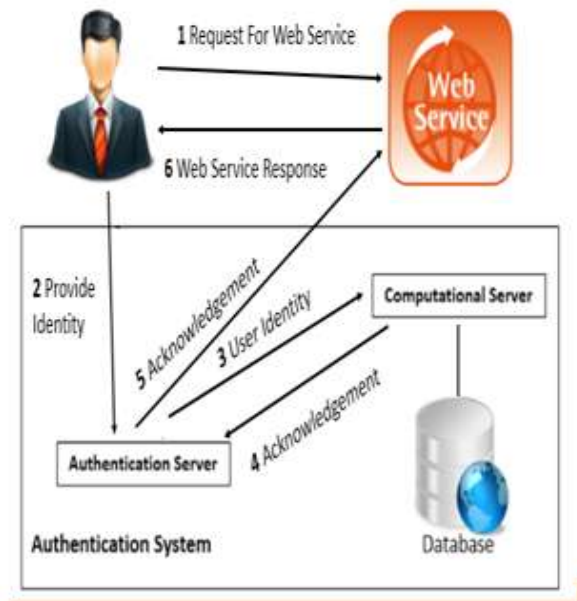 1 Request For Web Service
Web
Service
6 Web Service Response
2 Provide
Identity
5 Acknowledgement
3 User Identity
Computational Server
4 Acknowledgement
Authentication Server
Authentication System
Database